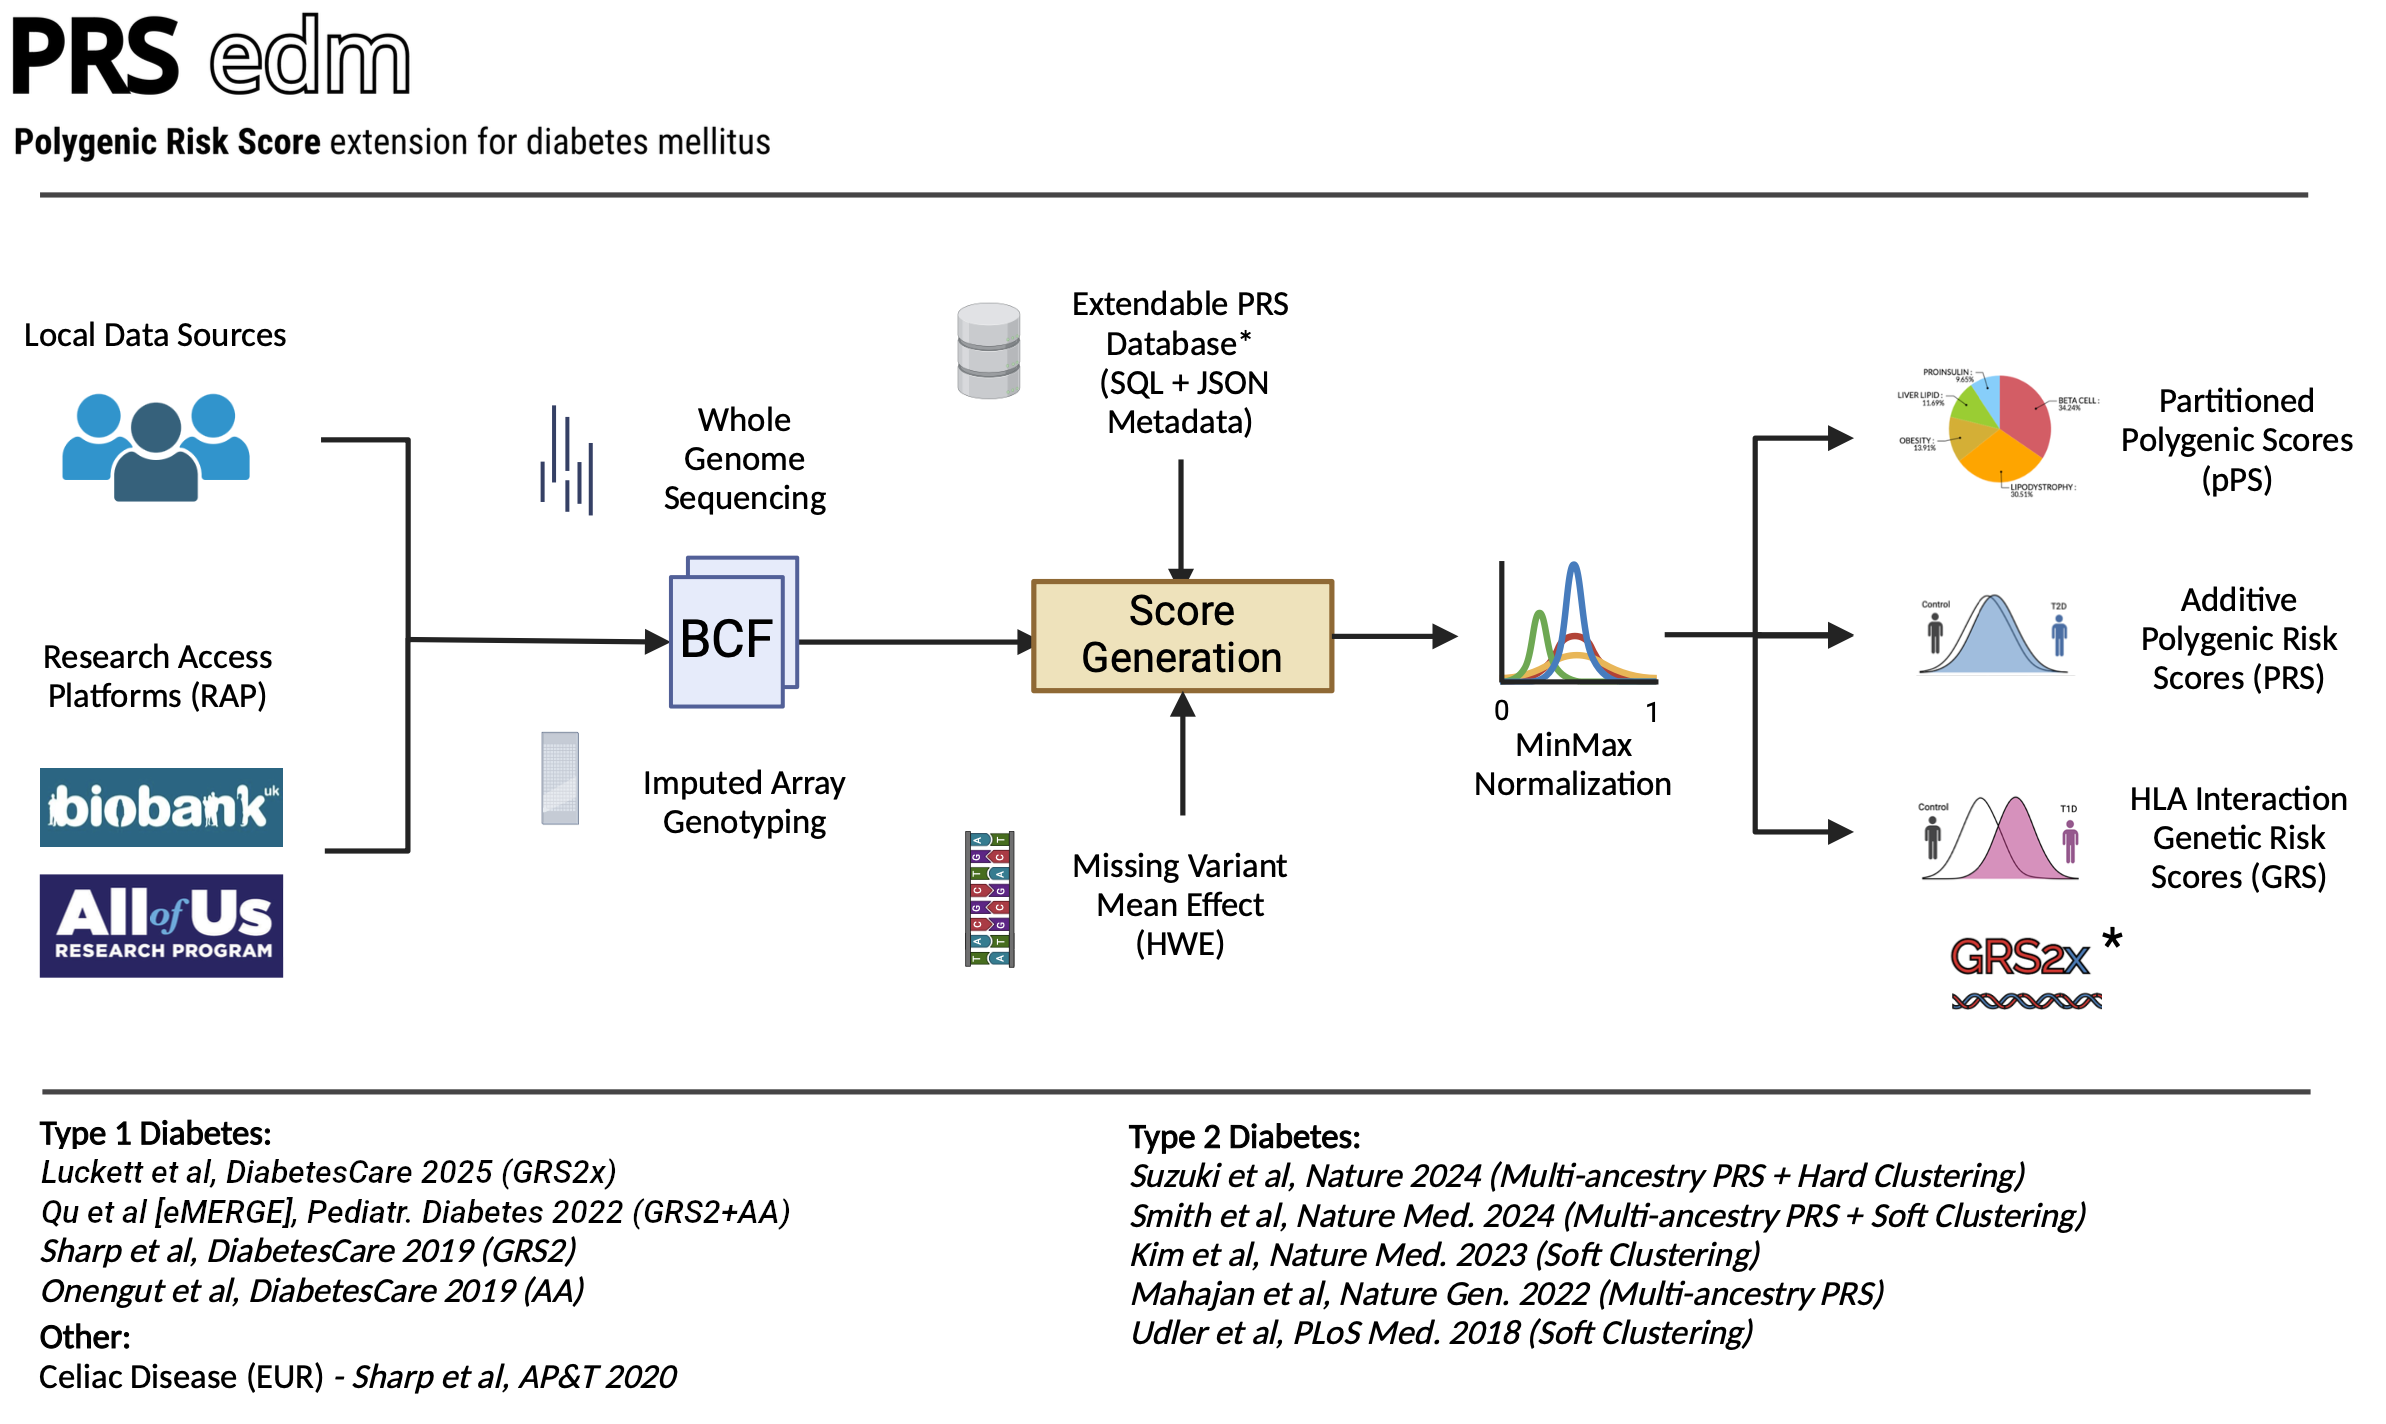 PRS edm
Polygenic Risk Score extension for diabetes mellitus
Local Data Sources
Research Access
Platforms (RAP)
biobank uk
All of Us
RESEARCH PROGRAM
Whole
Genome
Sequencing
BCF
Imputed Array
Genotyping
Extendable PRS
Database*
(SQL + JSON
Metadata)
Score
Generation
A T
G C
T A
C G
G C
C G
A T
T A
Missing Variant
Mean Effect
(HWE)
0 1
MinMax
Normalization
PROINSULIN :
9.65%
LIVER LIPID :
11.69%
OBESITY :
13.91%
BETA CELL :
34.24%
LIPODYSTROPHY :
30.51%
Partitioned
Polygenic Scores
(pPS)
Control T2D
Additive
Polygenic Risk
Scores (PRS)
Control T1D
HLA Interaction
Genetic Risk
Scores (GRS)
GRS2x *
Type 1 Diabetes:
Luckett et al, DiabetesCare 2025 (GRS2x)
Qu et al [eMERGE], Pediatr. Diabetes 2022 (GRS2+AA)
Sharp et al, DiabetesCare 2019 (GRS2)
Onengut et al, DiabetesCare 2019 (AA)
Other:
Celiac Disease (EUR) - Sharp et al, AP&T 2020
Type 2 Diabetes:
Suzuki et al, Nature 2024 (Multi-ancestry PRS + Hard Clustering)
Smith et al, Nature Med. 2024 (Multi-ancestry PRS + Soft Clustering)
Kim et al, Nature Med. 2023 (Soft Clustering)
Mahajan et al, Nature Gen. 2022 (Multi-ancestry PRS)
Udler et al, PLoS Med. 2018 (Soft Clustering)